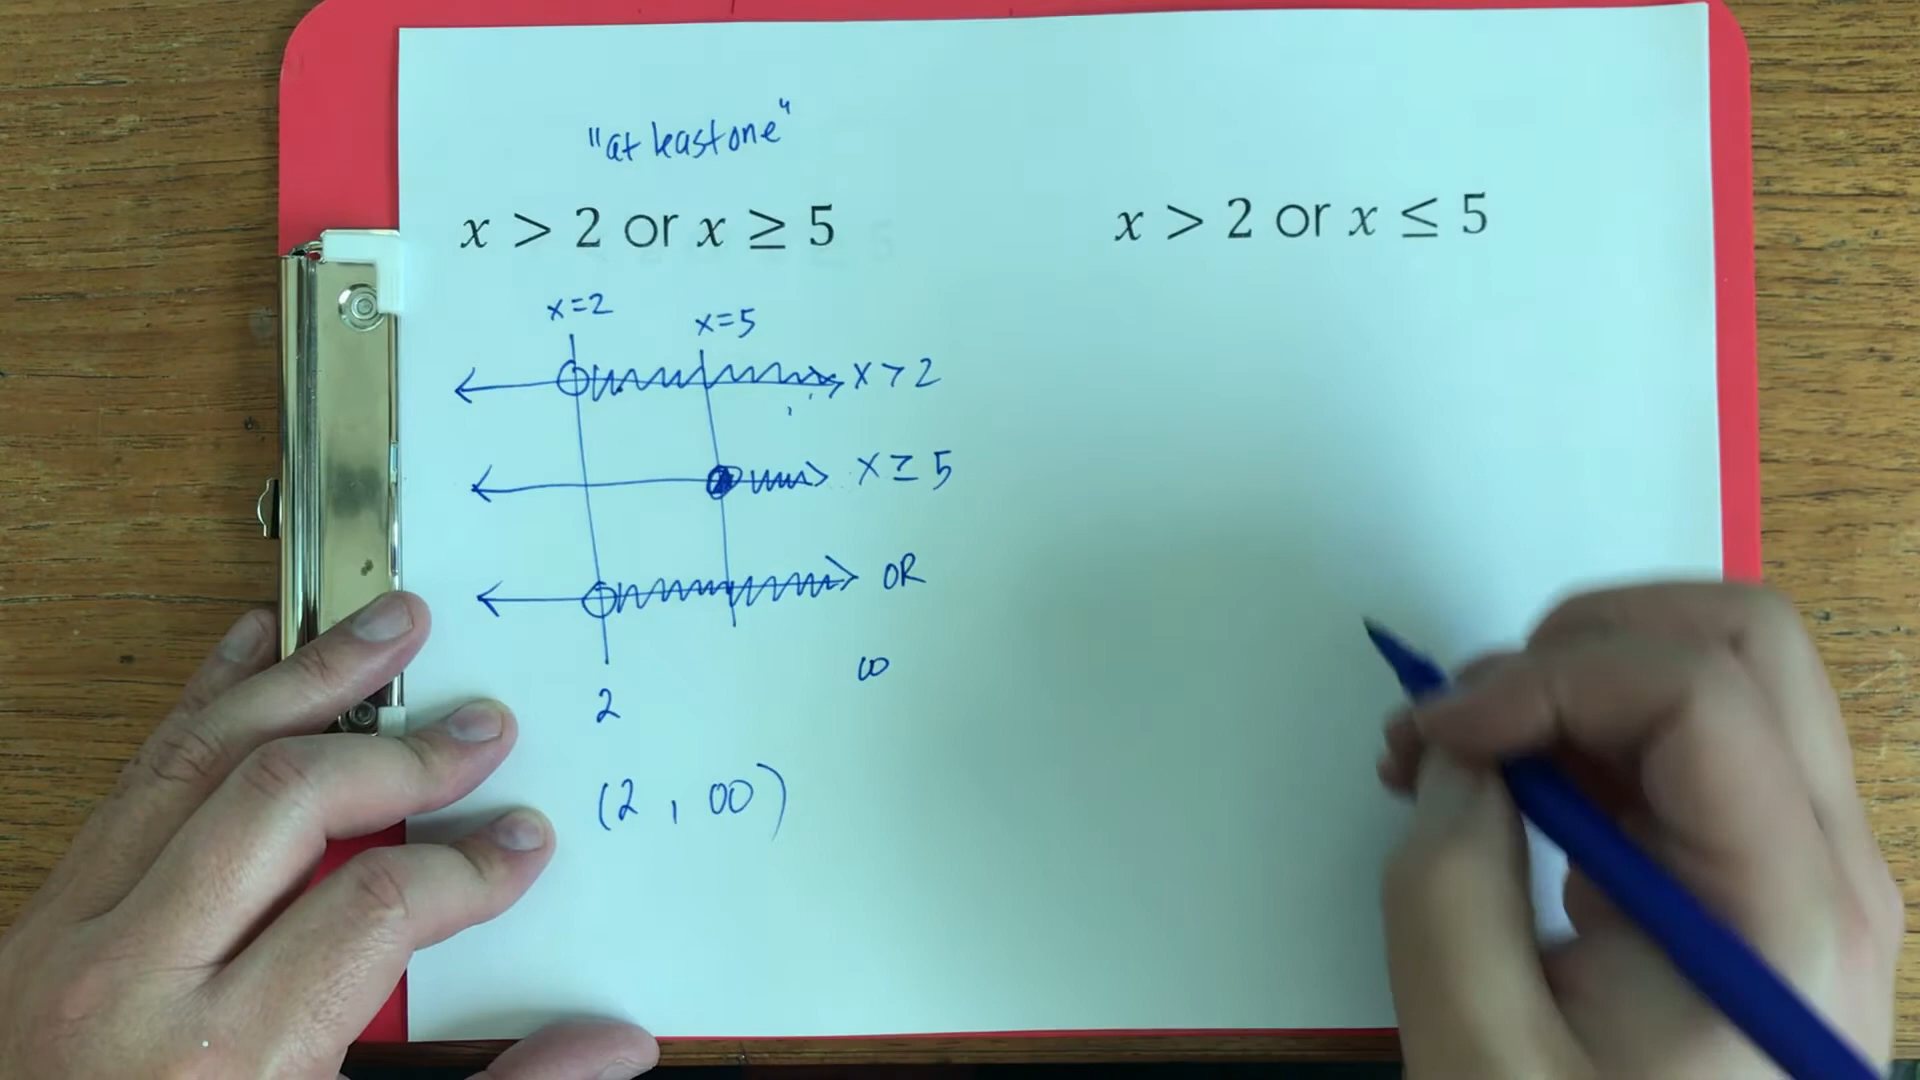 "at least one"
x > 2 or x ≥ 5
x > 2 or x ≤ 5
x=2
x=5
x > 2
x ≥ 5
OR
∞
2
(2 , ∞)